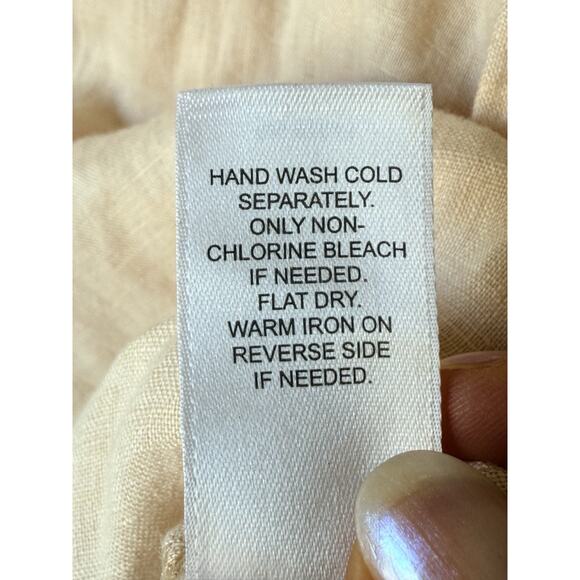 HAND WASH COLD
SEPARATELY.
ONLY NON-
CHLORINE BLEACH
IF NEEDED.
FLAT DRY.
WARM IRON ON
REVERSE SIDE
IF NEEDED.